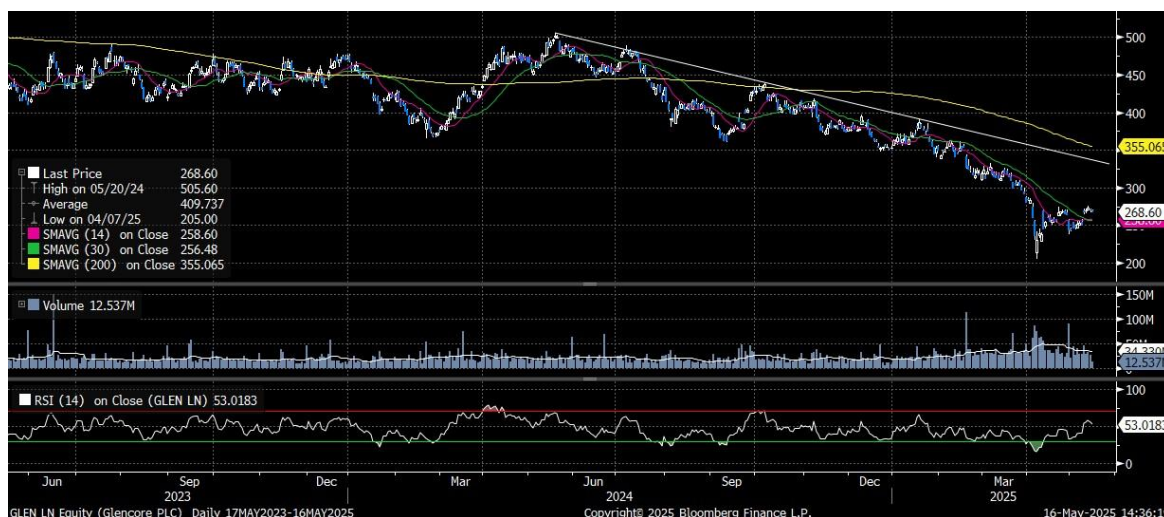 500
450
400
355.065
300
268.60
200
Last Price 268.60
High on 05/20/24 505.60
Average 409.737
Low on 04/07/25 205.00
SMAVG (14) on Close 258.60
SMAVG (30) on Close 256.48
SMAVG (200) on Close 355.065
Volume 12.537M
150M
100M
12.537M
RSI (14) on Close (GLEN LN) 53.0183
100
53.0183
0
Jun Sep Dec Mar Jun Sep Dec Mar
2023 2024 2025
GLEN LN Equity (Glencore PLC) Daily 17MAY2023-16MAY2025 Copyright© 2025 Bloomberg Finance L.P. 16-May-2025 14:36:1